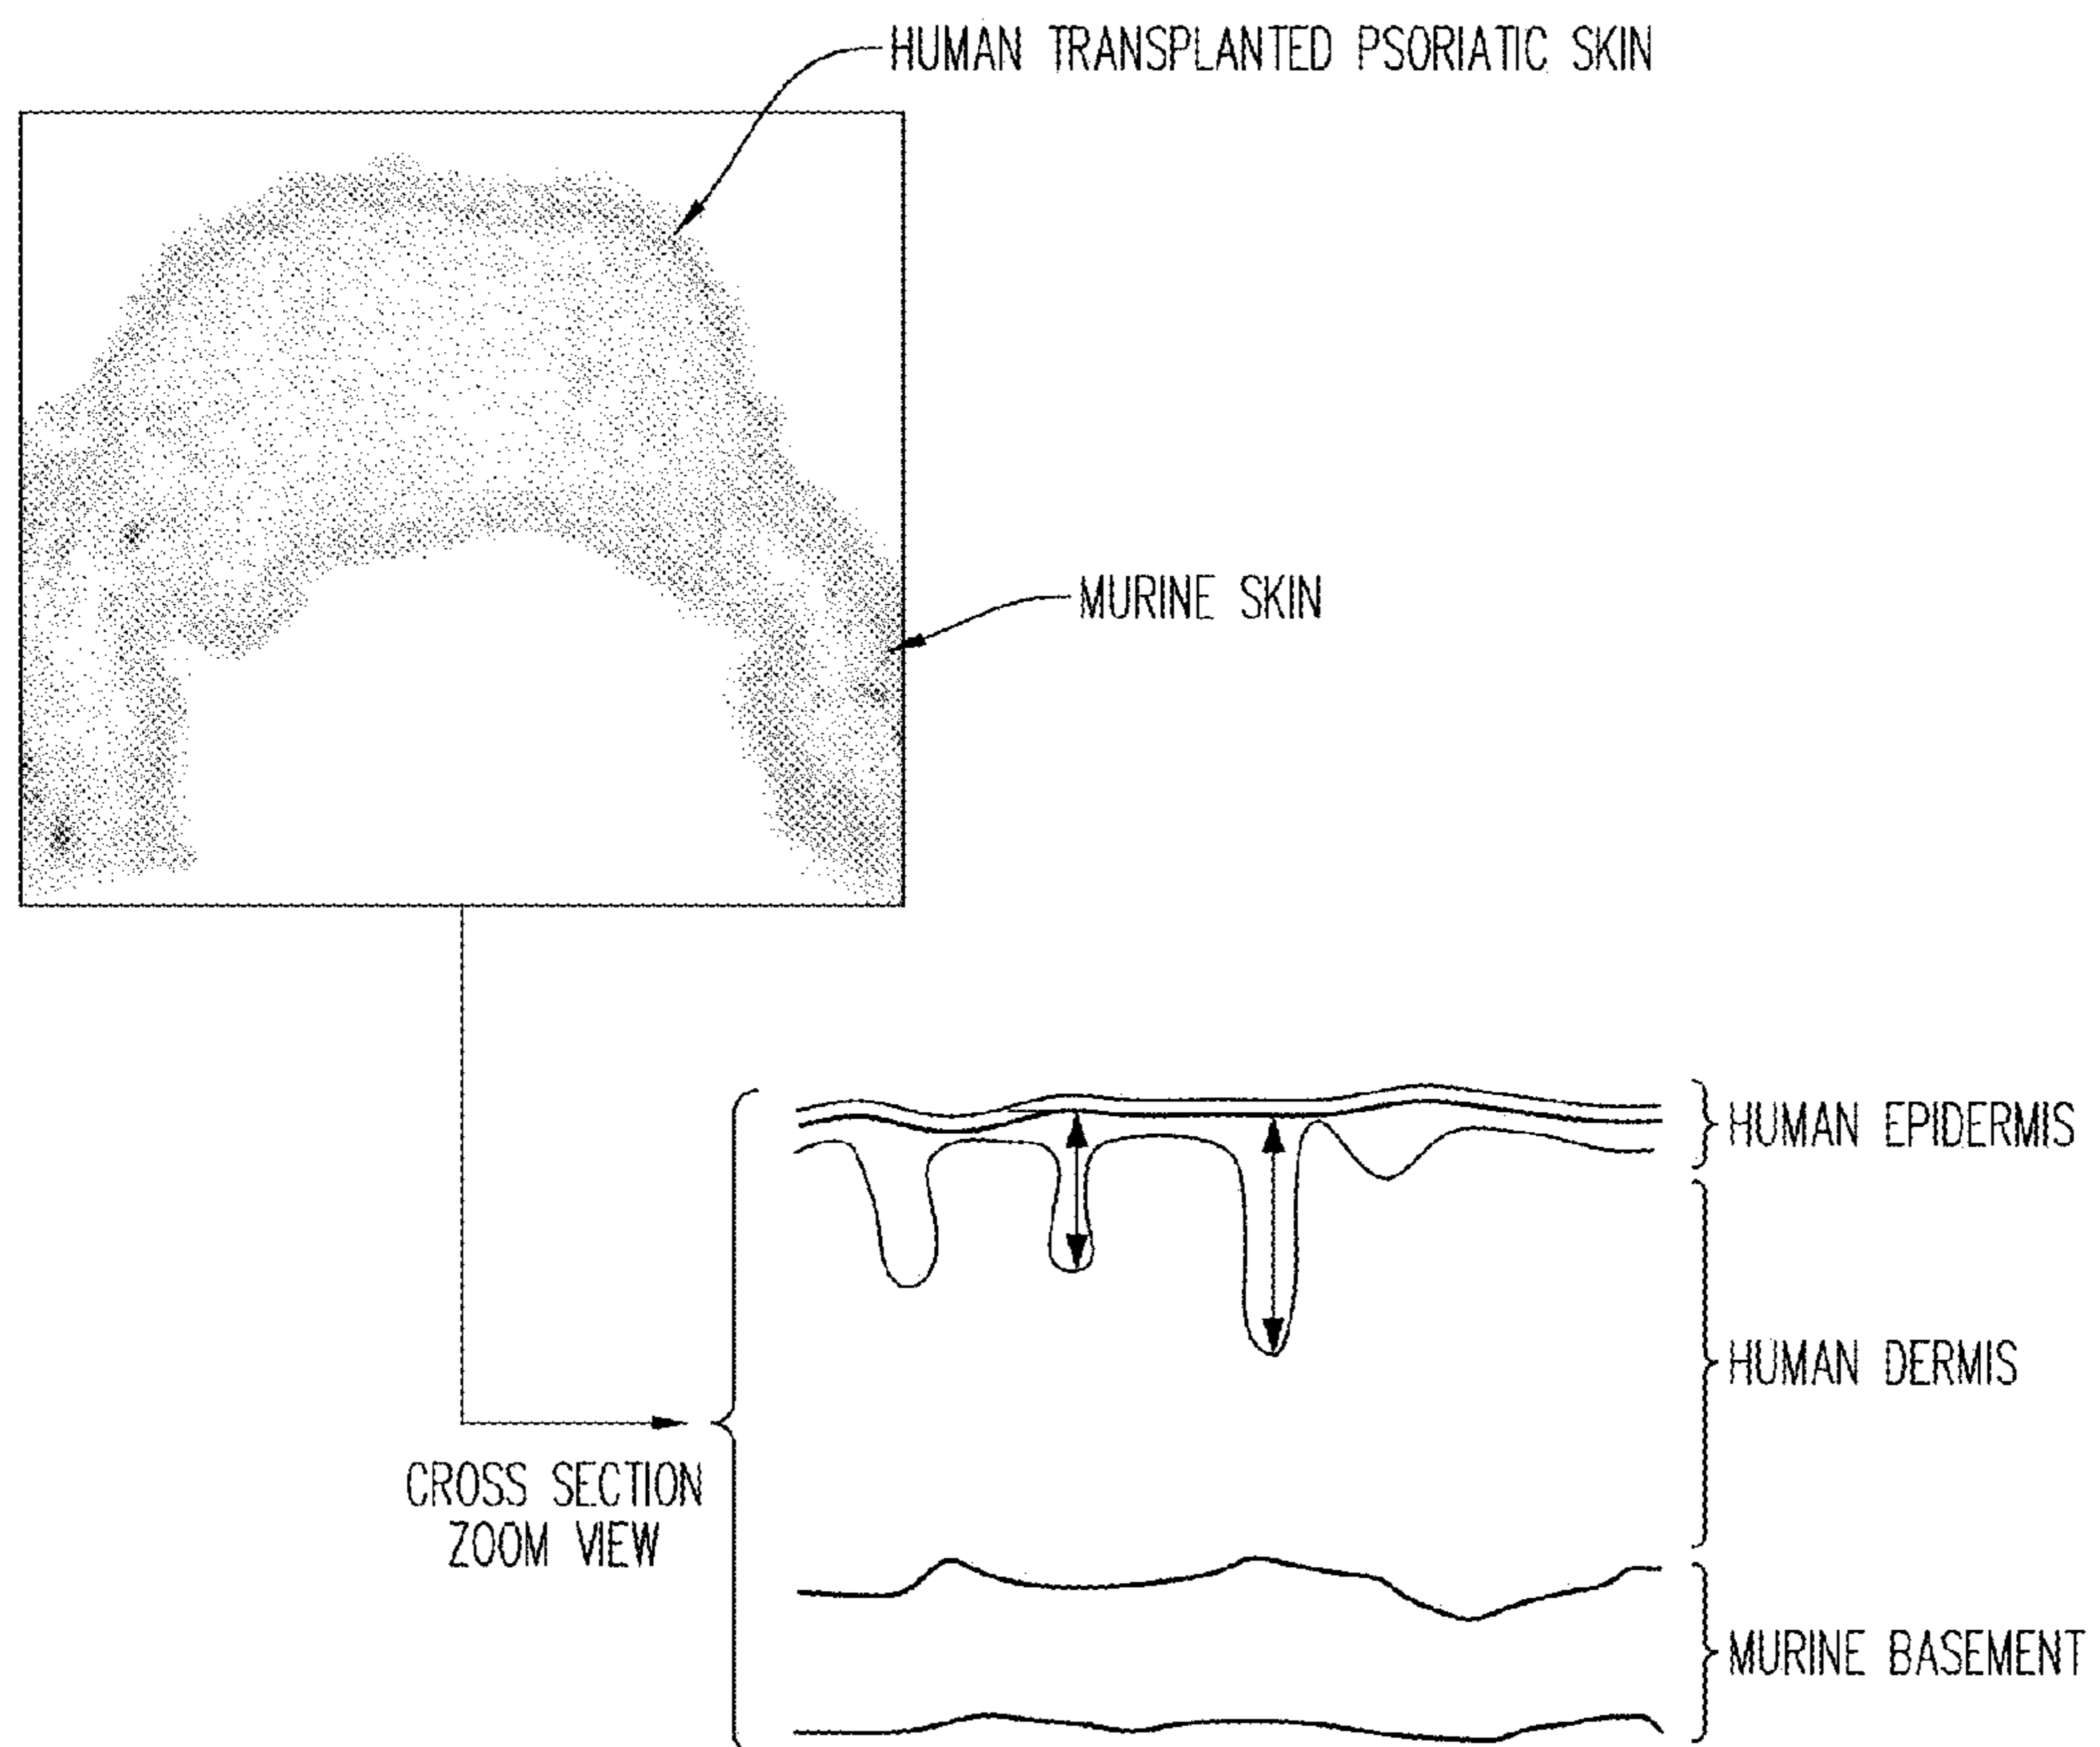 HUMAN TRANSPLANTED PSORIATIC SKIN
MURINE SKIN
HUMAN EPIDERMIS
HUMAN DERMIS
CROSS SECTION
ZOOM VIEW
MURINE BASEMENT